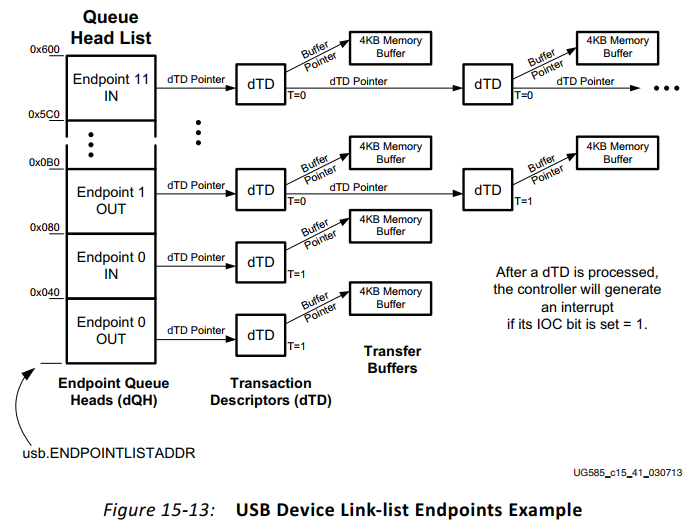 Queue
Head List
0x600
Endpoint 11
IN
dTD Pointer
dTD
T=0
Buffer
Pointer
4KB Memory
Buffer
dTD Pointer
dTD
T=0
Buffer
Pointer
4KB Memory
Buffer
dTD Pointer
0x5C0
0x0B0
Endpoint 1
OUT
dTD Pointer
dTD
T=0
Buffer
Pointer
4KB Memory
Buffer
dTD Pointer
dTD
T=1
Buffer
Pointer
4KB Memory
Buffer
0x080
Endpoint 0
IN
dTD Pointer
dTD
T=1
Buffer
Pointer
4KB Memory
Buffer
0x040
Endpoint 0
OUT
dTD Pointer
dTD
T=1
Buffer
Pointer
4KB Memory
Buffer
After a dTD is processed,
the controller will generate
an interrupt
if its IOC bit is set = 1.
Endpoint Queue
Heads (dQH)
Transaction
Descriptors (dTD)
Transfer
Buffers
usb.ENDPOINTLISTADDR
UG585_c15_41_030713
Figure 15-13: USB Device Link-list Endpoints Example